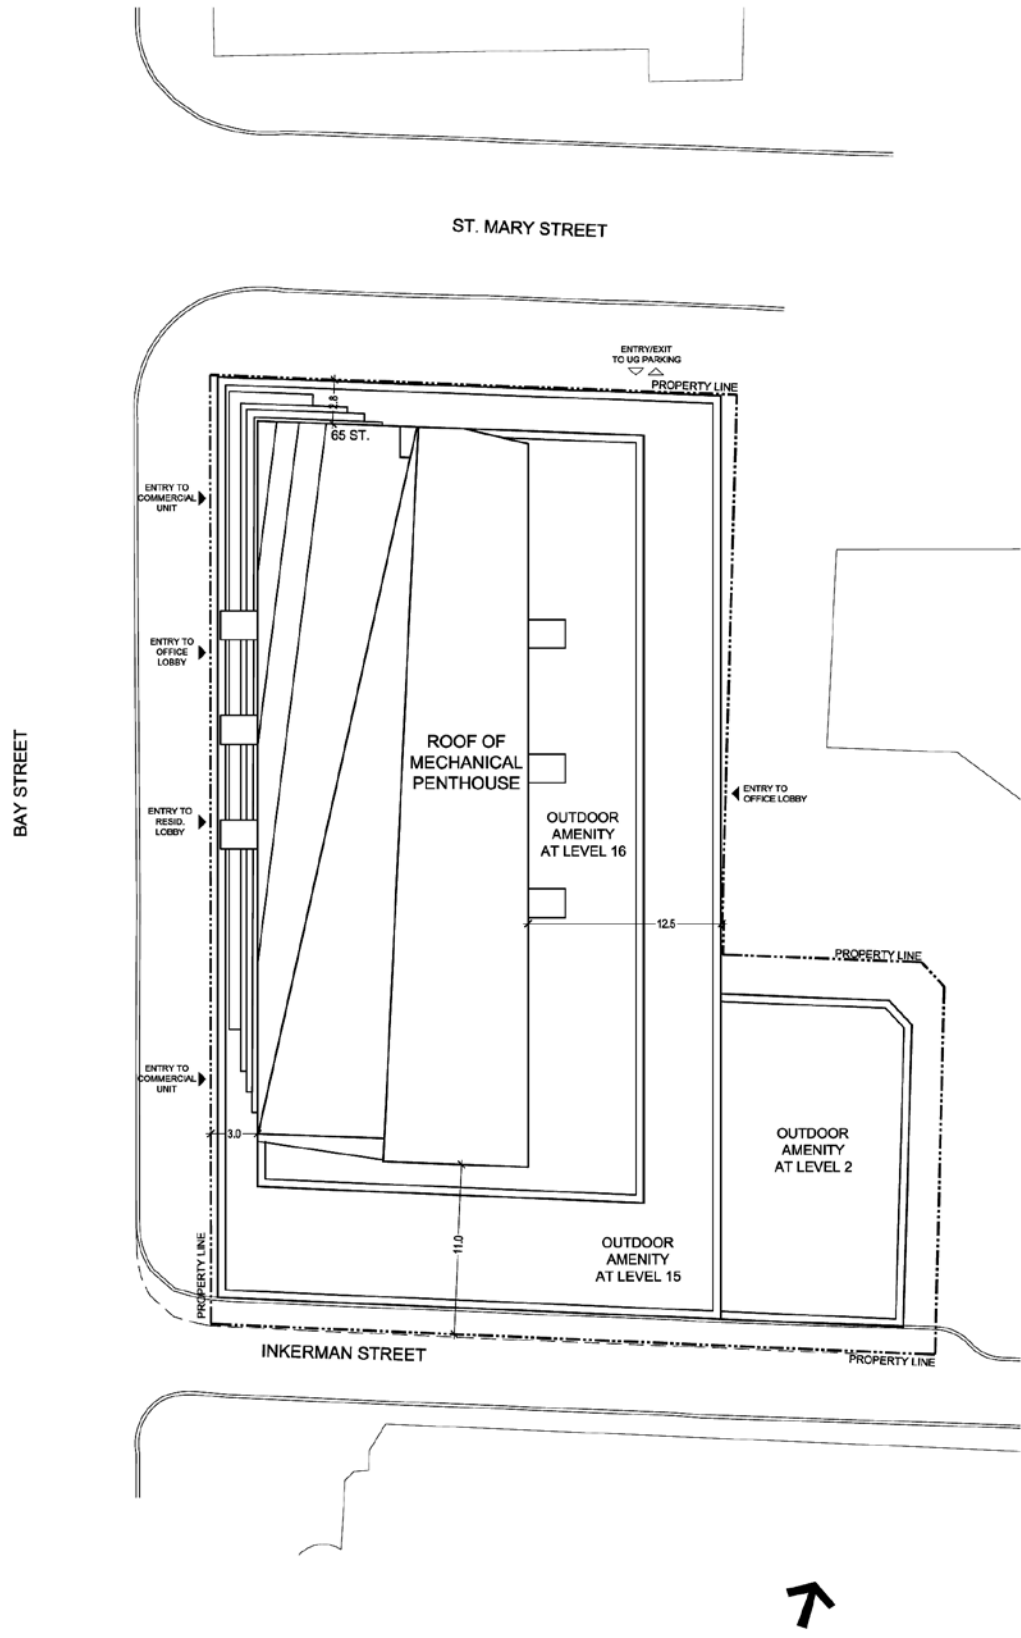 ST. MARY STREET
ENTRY/EXIT
TO UG PARKING
PROPERTY LINE
2.8
65 ST.
ENTRY TO
COMMERCIAL
UNIT
ENTRY TO
OFFICE
LOBBY
BAY STREET
ROOF OF
MECHANICAL
PENTHOUSE
ENTRY TO
OFFICE LOBBY
ENTRY TO
RESID.
LOBBY
OUTDOOR
AMENITY
AT LEVEL 16
12.5
PROPERTY LINE
ENTRY TO
COMMERCIAL
UNIT
3.0
OUTDOOR
AMENITY
AT LEVEL 2
11.0
OUTDOOR
AMENITY
AT LEVEL 15
PROPERTY LINE
INKERMAN STREET
PROPERTY LINE